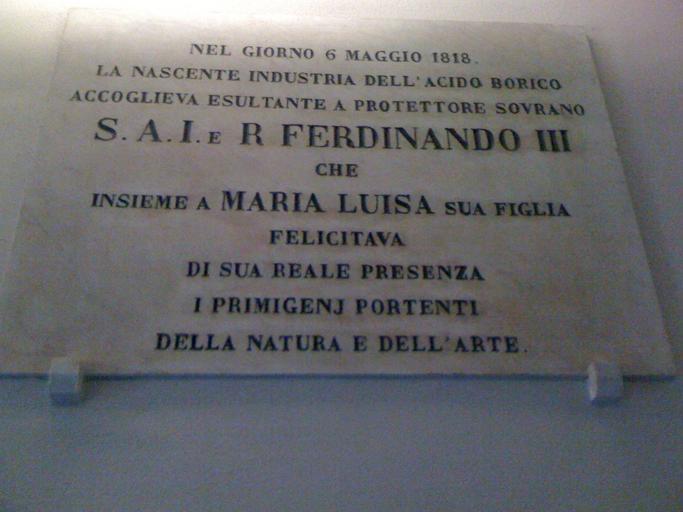 NEL GIORNO 6 MAGGIO 1818.
LA NASCENTE INDUSTRIA DELL'ACIDO BORICO
ACCOGLIEVA ESULTANTE A PROTETTORE SOVRANO
S. A. I. E R FERDINANDO III
CHE
INSIEME A MARIA LUISA SUA FIGLIA
FELICITAVA
DI SUA REALE PRESENZA
I PRIMIGENJ PORTENTI
DELLA NATURA E DELL'ARTE.